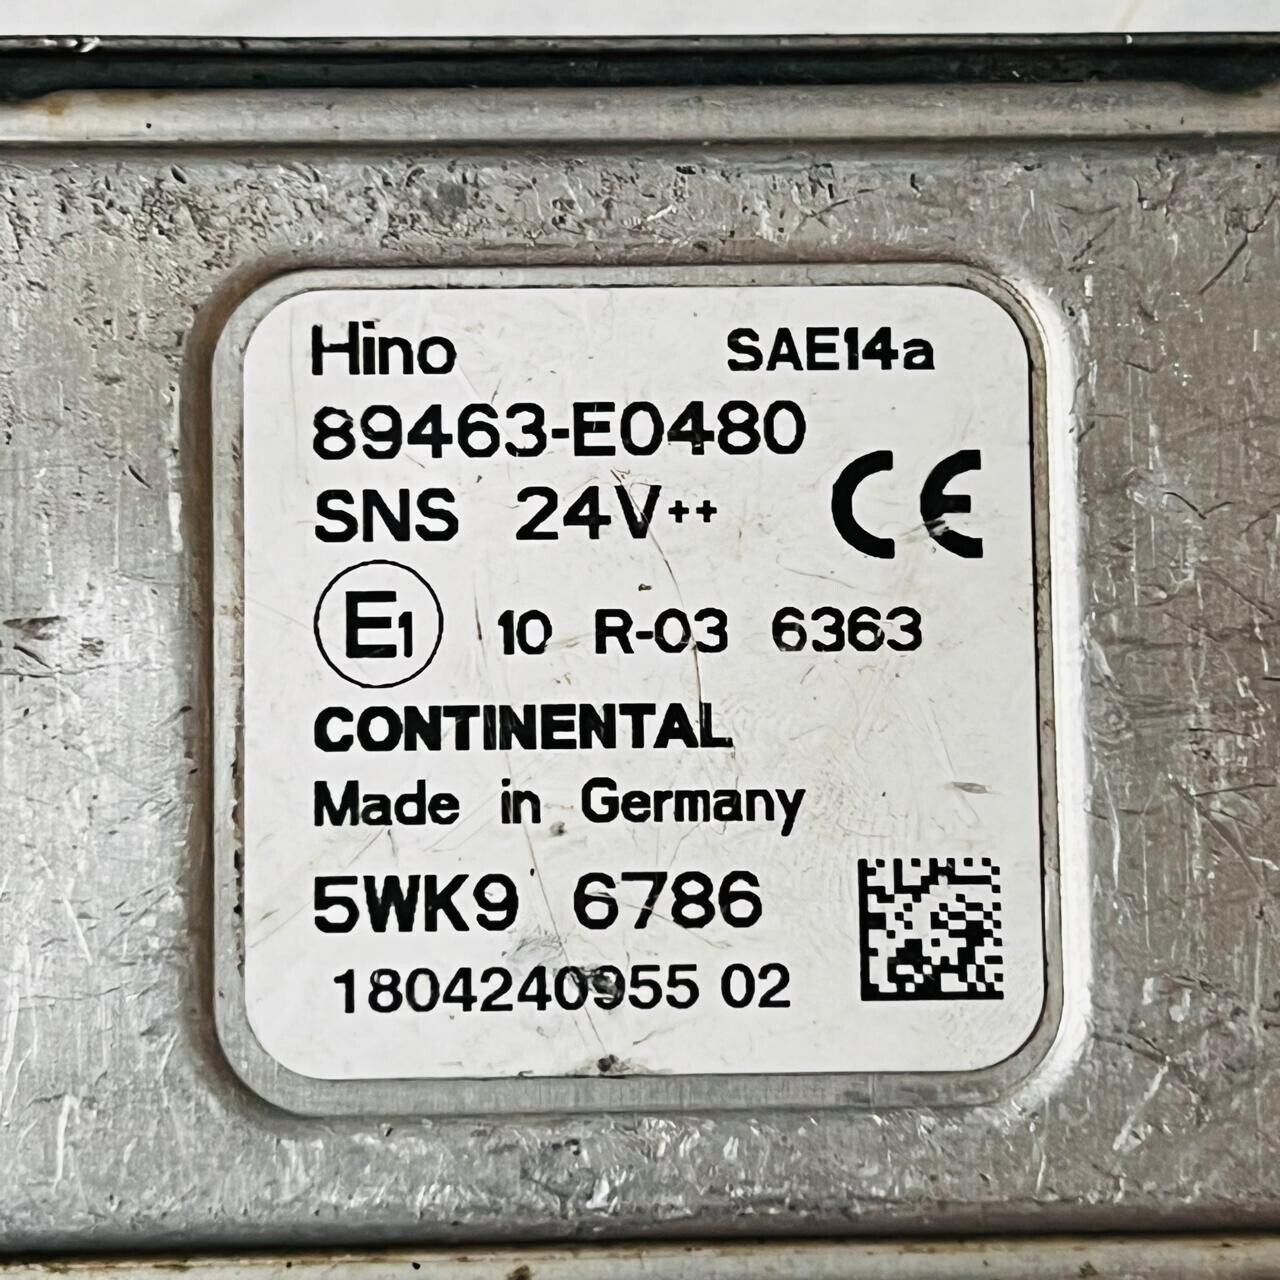 Hino SAE14a
89463-E0480
SNS 24V++
CE
E1 10 R-03 6363
CONTINENTAL
Made in Germany
5WK9 6786
1804240955 02